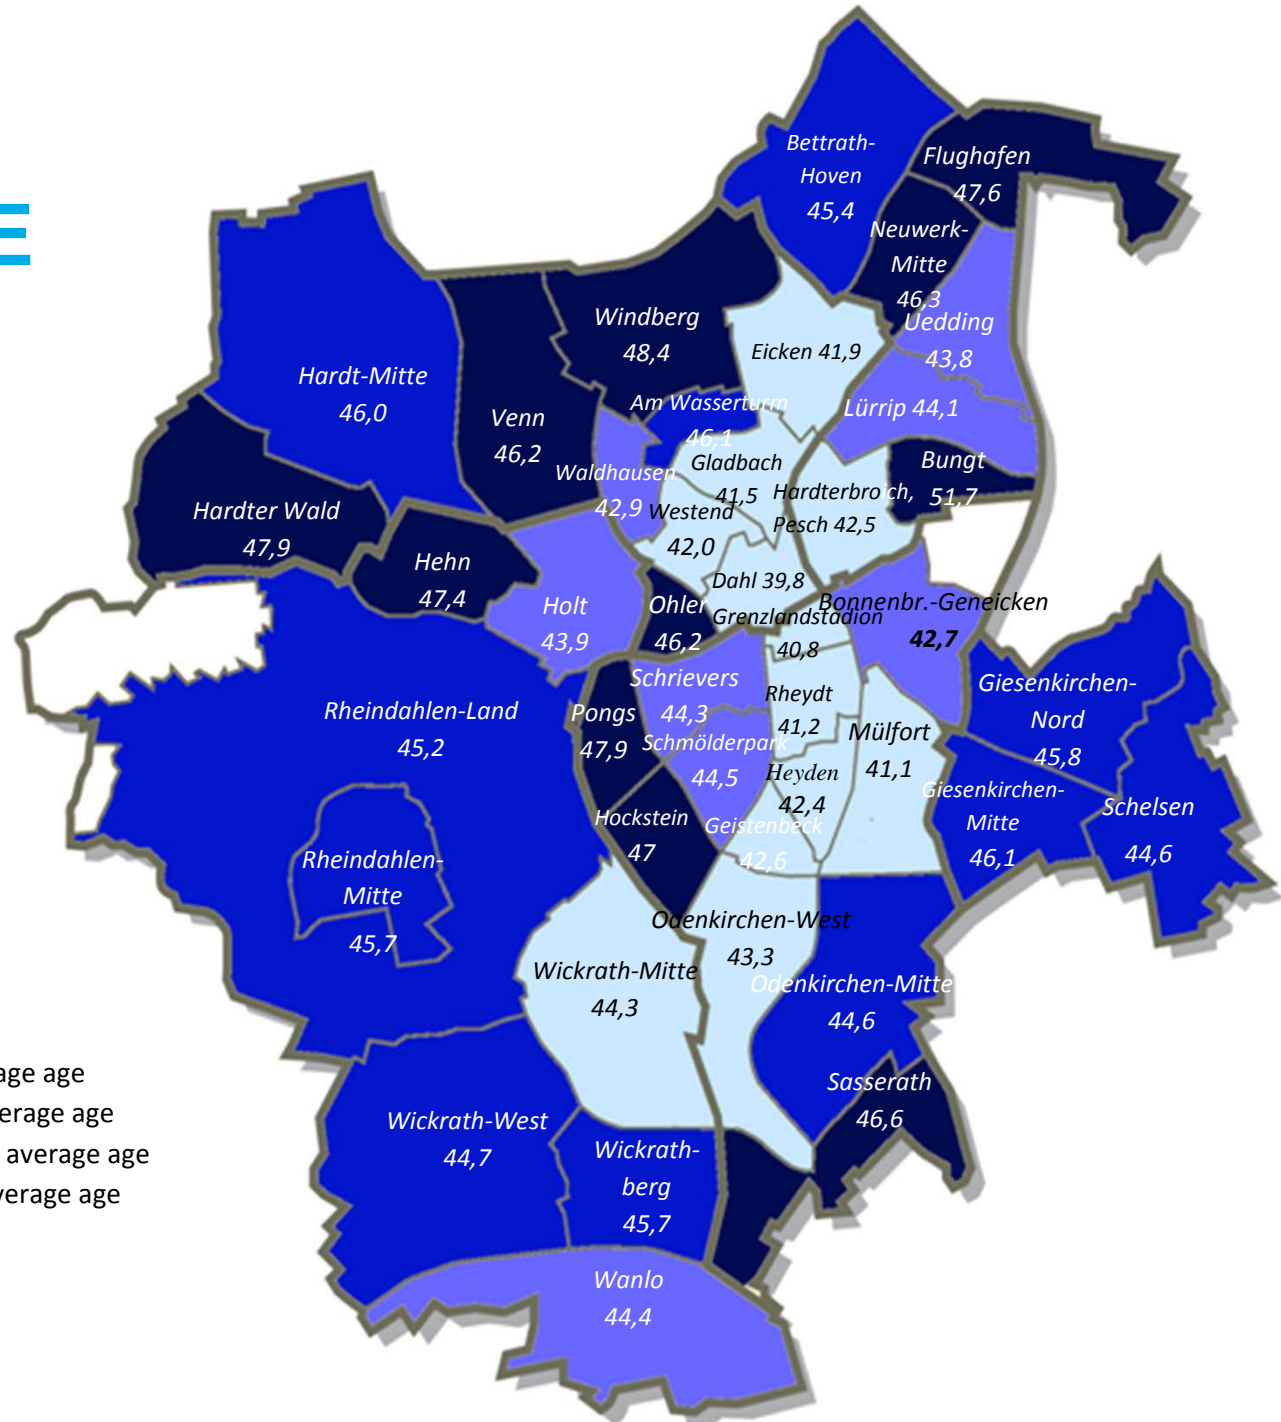 E
Bettrath-
Hoven
45,4
Flughafen
47,6
Neuwerk-
Mitte
46,3
Uedding
43,8
Windberg
48,4
Eicken 41,9
Hardt-Mitte
46,0
Venn
46,2
Am Wasserturm
46,1
Lürrip 44,1
Waldhausen
42,9
Gladbach
41,5
Bungt
51,7
Hardterbroich,
Pesch 42,5
Westend
42,0
Hardter Wald
47,9
Hehn
47,4
Dahl 39,8
Holt
43,9
Ohler
46,2
Grenzlandstadion
40,8
Bonnenbr.-Geneicken
42,7
Schrievers
44,3
Rheydt
41,2
Giesenkirchen-
Nord
45,8
Rheindahlen-Land
45,2
Pongs
47,9
Schmölderpark
44,5
Mülfort
41,1
Heyden
42,4
Giesenkirchen-
Mitte
46,1
Schelsen
44,6
Hockstein
47
Geistenbeck
42,6
Rheindahlen-
Mitte
45,7
Odenkirchen-West
43,3
Wickrath-Mitte
44,3
Odenkirchen-Mitte
44,6
age age
erage age
average age
verage age
Sasserath
46,6
Wickrath-West
44,7
Wickrath-
berg
45,7
Wanlo
44,4